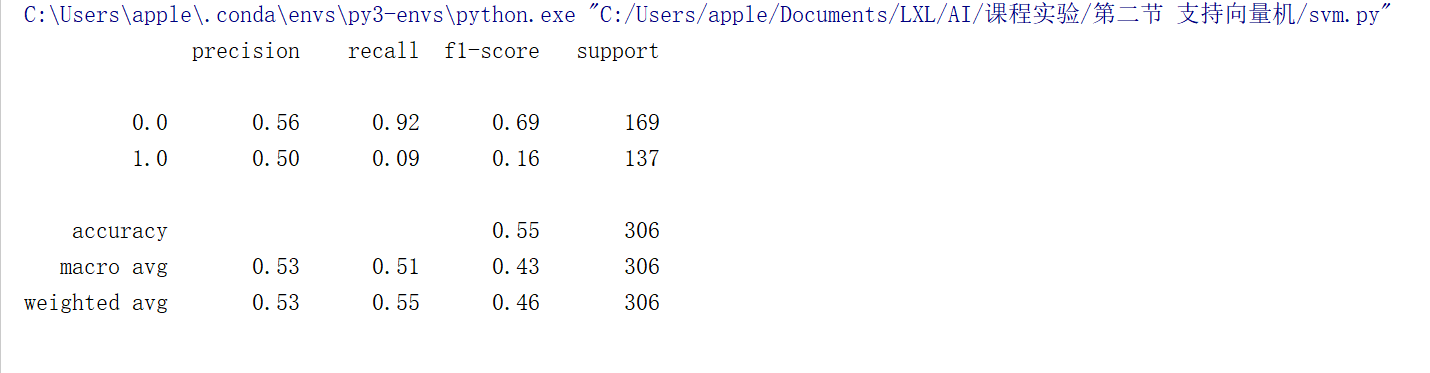 C:\Users\apple\.conda\envs\py3-envs\python.exe "C:/Users/apple/Documents/LXL/AI/课程实验/第二节 支持向量机/svm.py"
precision recall f1-score support
0.0 0.56 0.92 0.69 169
1.0 0.50 0.09 0.16 137
accuracy 0.55 306
macro avg 0.53 0.51 0.43 306
weighted avg 0.53 0.55 0.46 306